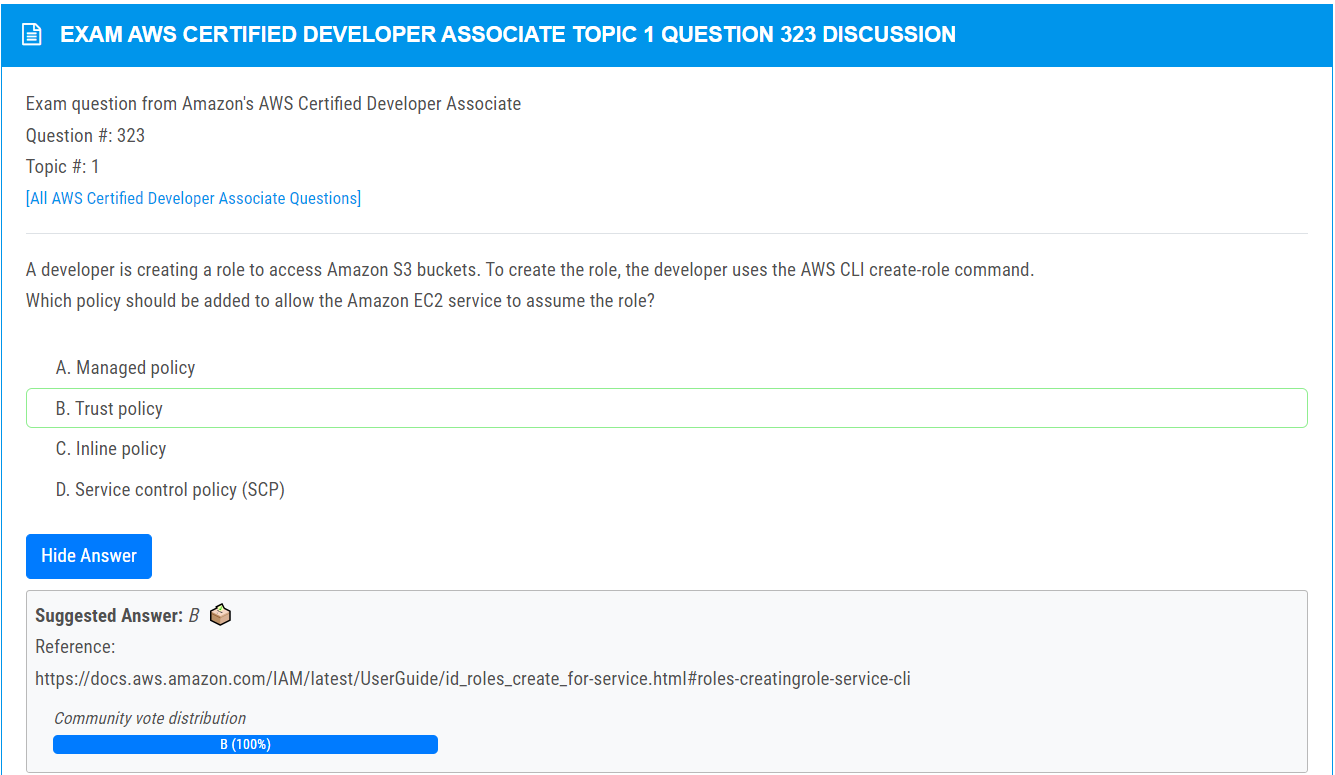 EXAM AWS CERTIFIED DEVELOPER ASSOCIATE TOPIC 1 QUESTION 323 DISCUSSION
Exam question from Amazon's AWS Certified Developer Associate
Question #: 323
Topic #: 1
[All AWS Certified Developer Associate Questions]
A developer is creating a role to access Amazon S3 buckets. To create the role, the developer uses the AWS CLI create-role command.
Which policy should be added to allow the Amazon EC2 service to assume the role?
A. Managed policy
B. Trust policy
C. Inline policy
D. Service control policy (SCP)
Hide Answer
Suggested Answer: B
Reference:
https://docs.aws.amazon.com/IAM/latest/UserGuide/id_roles_create_for-service.html#roles-creatingrole-service-cli
Community vote distribution
B (100%)